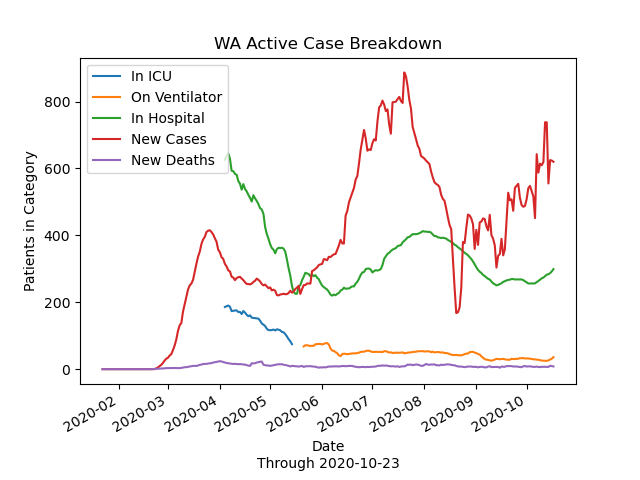 WA Active Case Breakdown
In ICU
On Ventilator
In Hospital
New Cases
New Deaths
Patients in Category
800
600
400
200
0
2020-02
2020-03
2020-04
2020-05
2020-06
2020-07
2020-08
2020-09
2020-10
Date
Through 2020-10-23